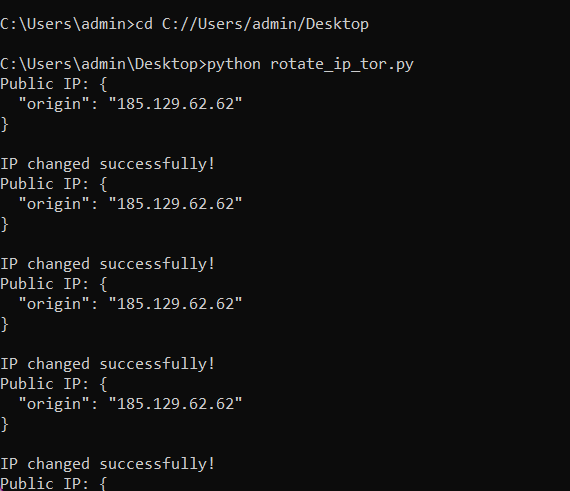 C:\Users\admin>cd C://Users/admin/Desktop
C:\Users\admin\Desktop>python rotate_ip_tor.py
Public IP: {
  "origin": "185.129.62.62"
}
IP changed successfully!
Public IP: {
  "origin": "185.129.62.62"
}
IP changed successfully!
Public IP: {
  "origin": "185.129.62.62"
}
IP changed successfully!
Public IP: {
  "origin": "185.129.62.62"
}
IP changed successfully!
Public IP: {